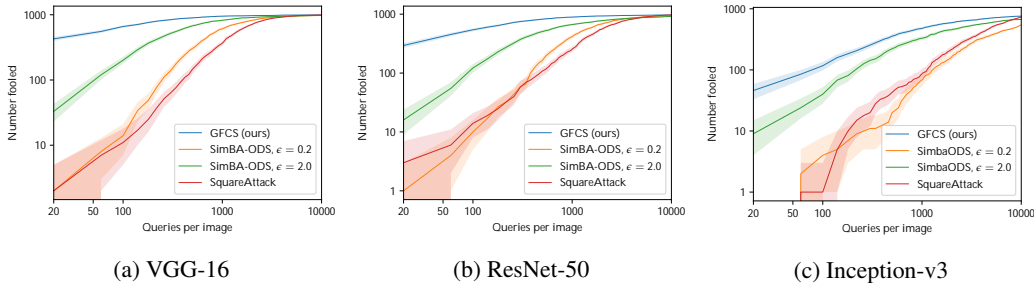 Number fooled
1000
100
10
20
50
100
1000
10000
Queries per image
GFCS (ours)
SimBA-ODS, ϵ = 0.2
SimBA-ODS, ϵ = 2.0
SquareAttack
(a) VGG-16
Number fooled
1000
100
10
1
20
50
100
1000
10000
Queries per image
GFCS (ours)
SimBA-ODS, ϵ = 0.2
SimBA-ODS, ϵ = 2.0
SquareAttack
(b) ResNet-50
Number fooled
1000
100
10
1
20
50
100
1000
10000
Queries per image
GFCS (ours)
SimbaODS, ϵ = 0.2
SimbaODS, ϵ = 2.0
SquareAttack
(c) Inception-v3